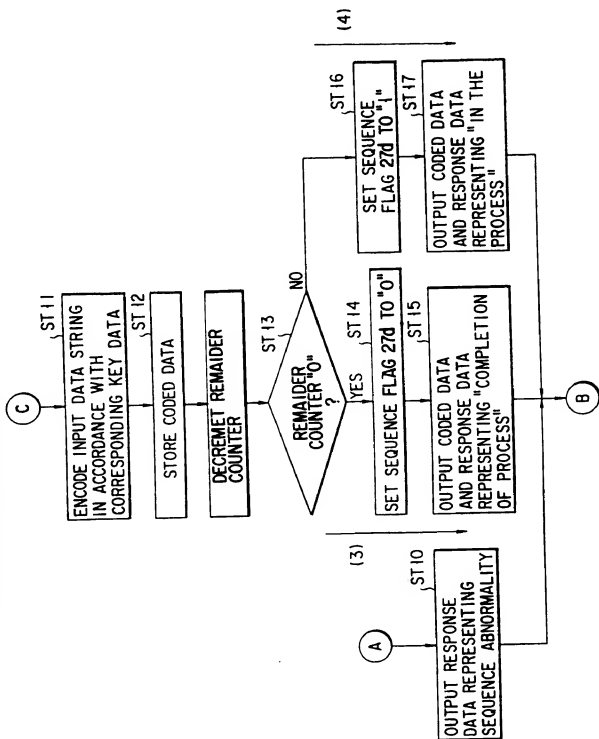 C
ST11
ENCODE INPUT DATA STRING
IN ACCORDANCE WITH
CORRESPONDING KEY DATA
ST12
STORE CODED DATA
DECREMET REMAIDER
COUNTER
ST13
REMAIDER
COUNTER "0"
?
NO
YES
ST14
SET SEQUENCE FLAG 27d TO "0"
ST15
OUTPUT CODED DATA
AND RESPONSE DATA
REPRESENTING "COMPLETION
OF PROCESS"
ST16
SET SEQUENCE
FLAG 27d TO "1"
ST17
OUTPUT CODED DATA
AND RESPONSE DATA
REPRESENTING "IN THE
PROCESS"
(4)
(3)
A
ST10
OUTPUT RESPONSE
DATA REPRESENTING
SEQUENCE ABNORMALITY
B